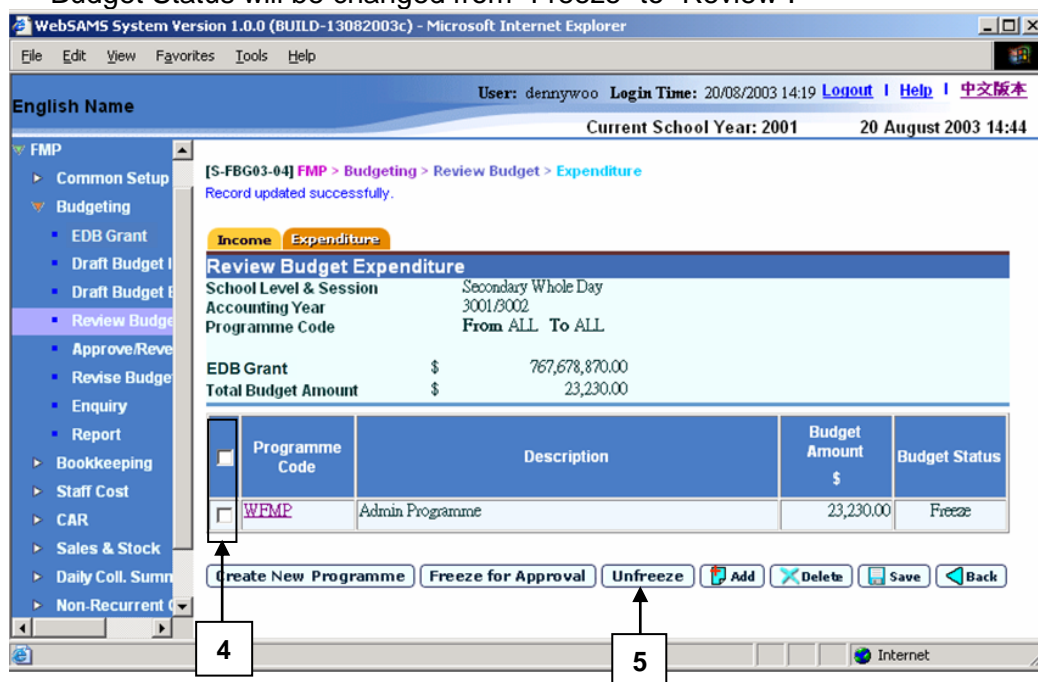 Budget Status will be changed from "Freeze" to "Review".
WebSAMS System Version 1.0.0 (BUILD-13082003c) - Microsoft Internet Explorer
File Edit View Favorites Tools Help
User: dennywoo Login Time: 20/08/2003 14:19 Logout | Help | 中文版本
English Name
Current School Year: 2001 20 August 2003 14:44
FMP
Common Setup
Budgeting
EDB Grant
Draft Budget I
Draft Budget E
Review Budge
Approve/Reve
Revise Budge
Enquiry
Report
Bookkeeping
Staff Cost
CAR
Sales & Stock
Daily Coll. Summ
Non-Recurrent
[S-FBG03-04] FMP > Budgeting > Review Budget > Expenditure
Record updated successfully.
Income Expenditure
Review Budget Expenditure
School Level & Session Secondary Whole Day
Accounting Year 3001/3002
Programme Code From ALL To ALL
EDB Grant $ 767,678,870.00
Total Budget Amount $ 23,230.00
Programme Code Description Budget Amount $ Budget Status
WFMP Admin Programme 23,230.00 Freeze
Create New Programme Freeze for Approval Unfreeze Add Delete Save Back
4
5
Internet